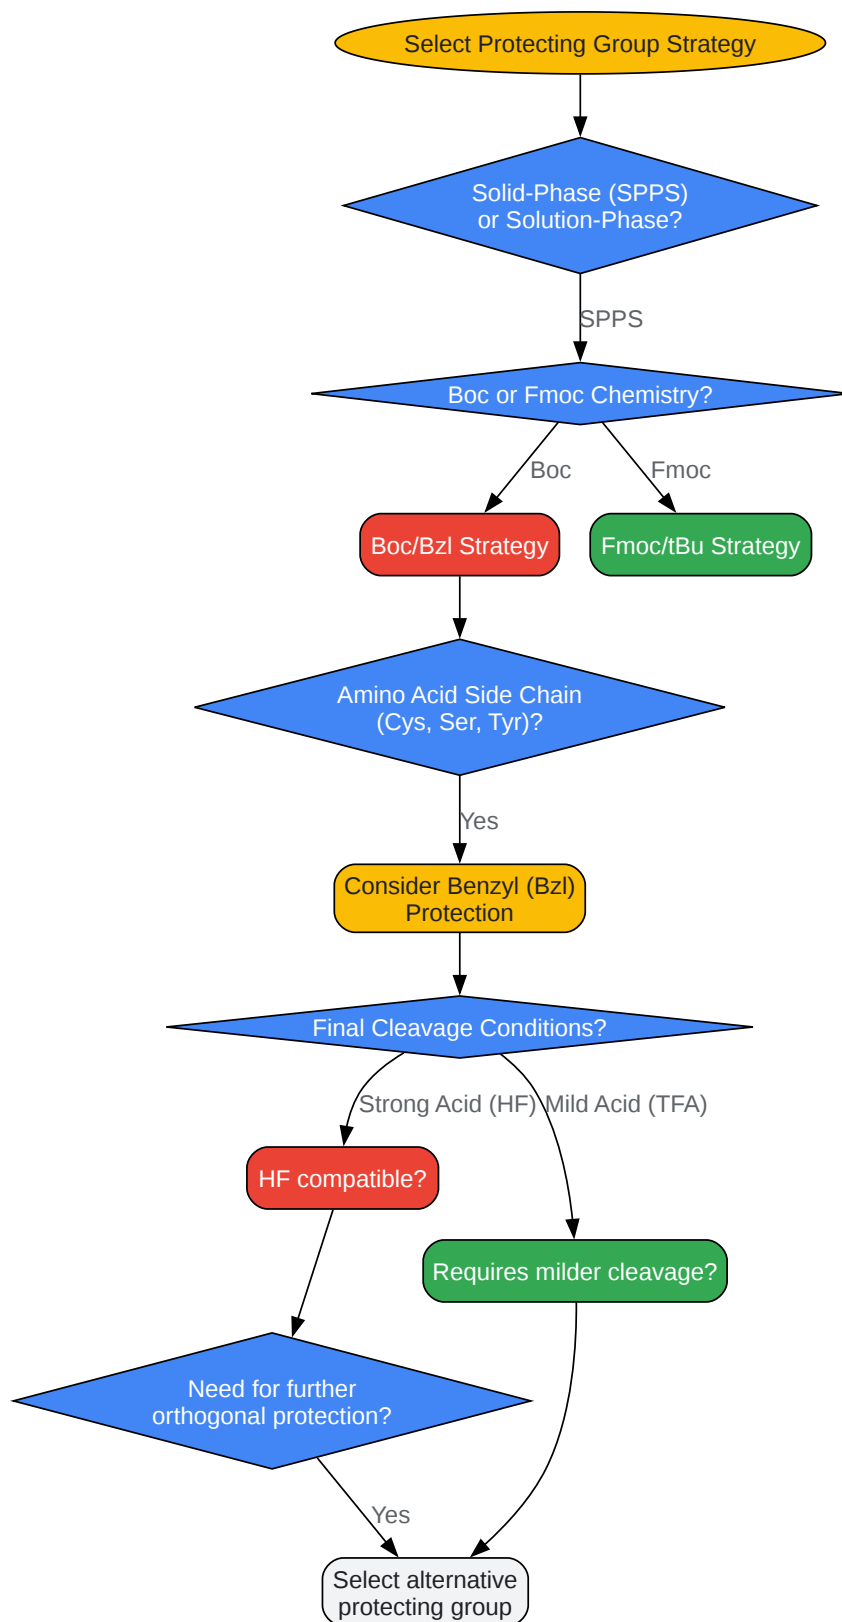 Select Protecting Group Strategy
Solid-Phase (SPPS)
or Solution-Phase?
SPPS
Boc or Fmoc Chemistry?
Boc
Fmoc
Boc/Bzl Strategy
Fmoc/tBu Strategy
Amino Acid Side Chain
(Cys, Ser, Tyr)?
Yes
Consider Benzyl (Bzl)
Protection
Final Cleavage Conditions?
Strong Acid (HF)
Mild Acid (TFA)
HF compatible?
Requires milder cleavage?
Need for further
orthogonal protection?
Yes
Select alternative
protecting group